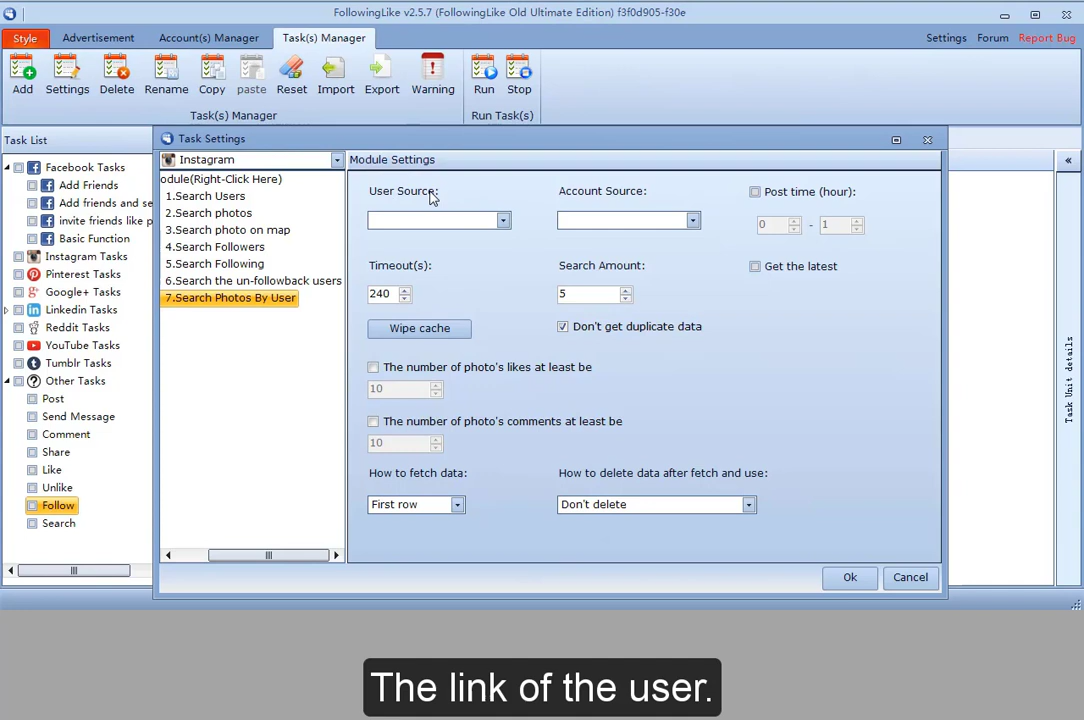 FollowingLike v2.5.7 (FollowingLike Old Ultimate Edition) f3f0d905-f30e
Style
Advertisement
Account(s) Manager
Task(s) Manager
Settings
Forum
Report Bug
Add
Settings
Delete
Rename
Copy
paste
Reset
Import
Export
Warning
Run
Stop
Task(s) Manager
Run Task(s)
Task List
Facebook Tasks
Add Friends
Add friends and se
invite friends like p
Basic Function
Instagram Tasks
Pinterest Tasks
Google+ Tasks
Linkedin Tasks
Reddit Tasks
YouTube Tasks
Tumblr Tasks
Other Tasks
Post
Send Message
Comment
Share
Like
Unlike
Follow
Search
Task Settings
Instagram
odule(Right-Click Here)
1.Search Users
2.Search photos
3.Search photo on map
4.Search Followers
5.Search Following
6.Search the un-followback users
7.Search Photos By User
Module Settings
User Source:
Account Source:
Post time (hour):
0 - 1
Timeout(s):
Search Amount:
Get the latest
240
5
Wipe cache
Don't get duplicate data
The number of photo's likes at least be
10
The number of photo's comments at least be
10
How to fetch data:
How to delete data after fetch and use:
First row
Don't delete
Ok
Cancel
Task Unit details
The link of the user.